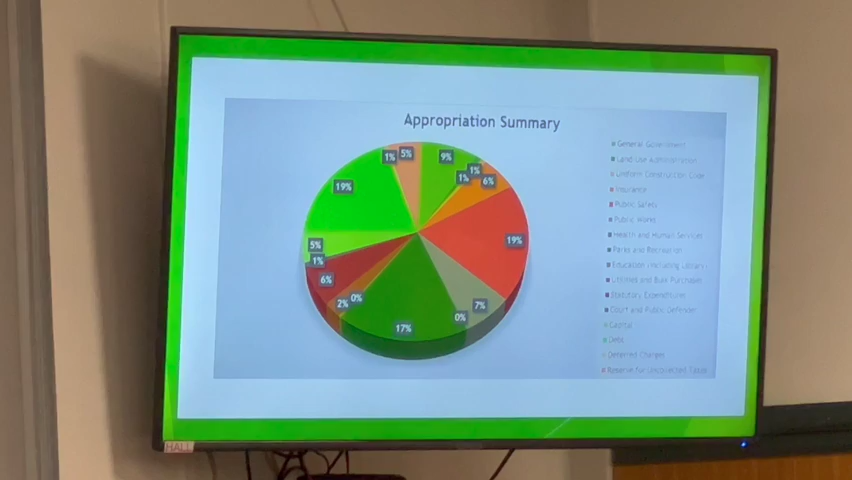 Appropriation Summary
1%
5%
9%
1%
1%
6%
19%
19%
5%
1%
6%
2%
0%
17%
0%
7%
General Government
Land Use Administration
Uniform Construction Code
Insurance
Public Safety
Public Works
Health and Human Services
Parks and Recreation
Education (including Library)
Utilities and Bulk Purchases
Statutory Expenditures
Court and Public Defender
Capital
Debt
Deferred Charges
Reserve for Uncollected Taxes
HALL